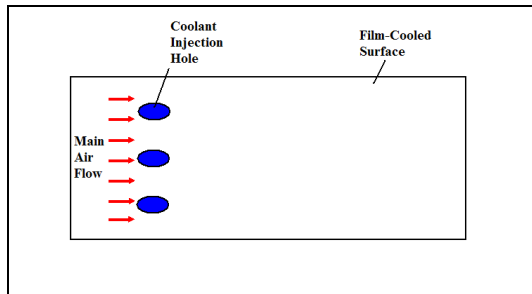 Coolant
Injection
Hole
Film-Cooled
Surface
Main
Air
Flow